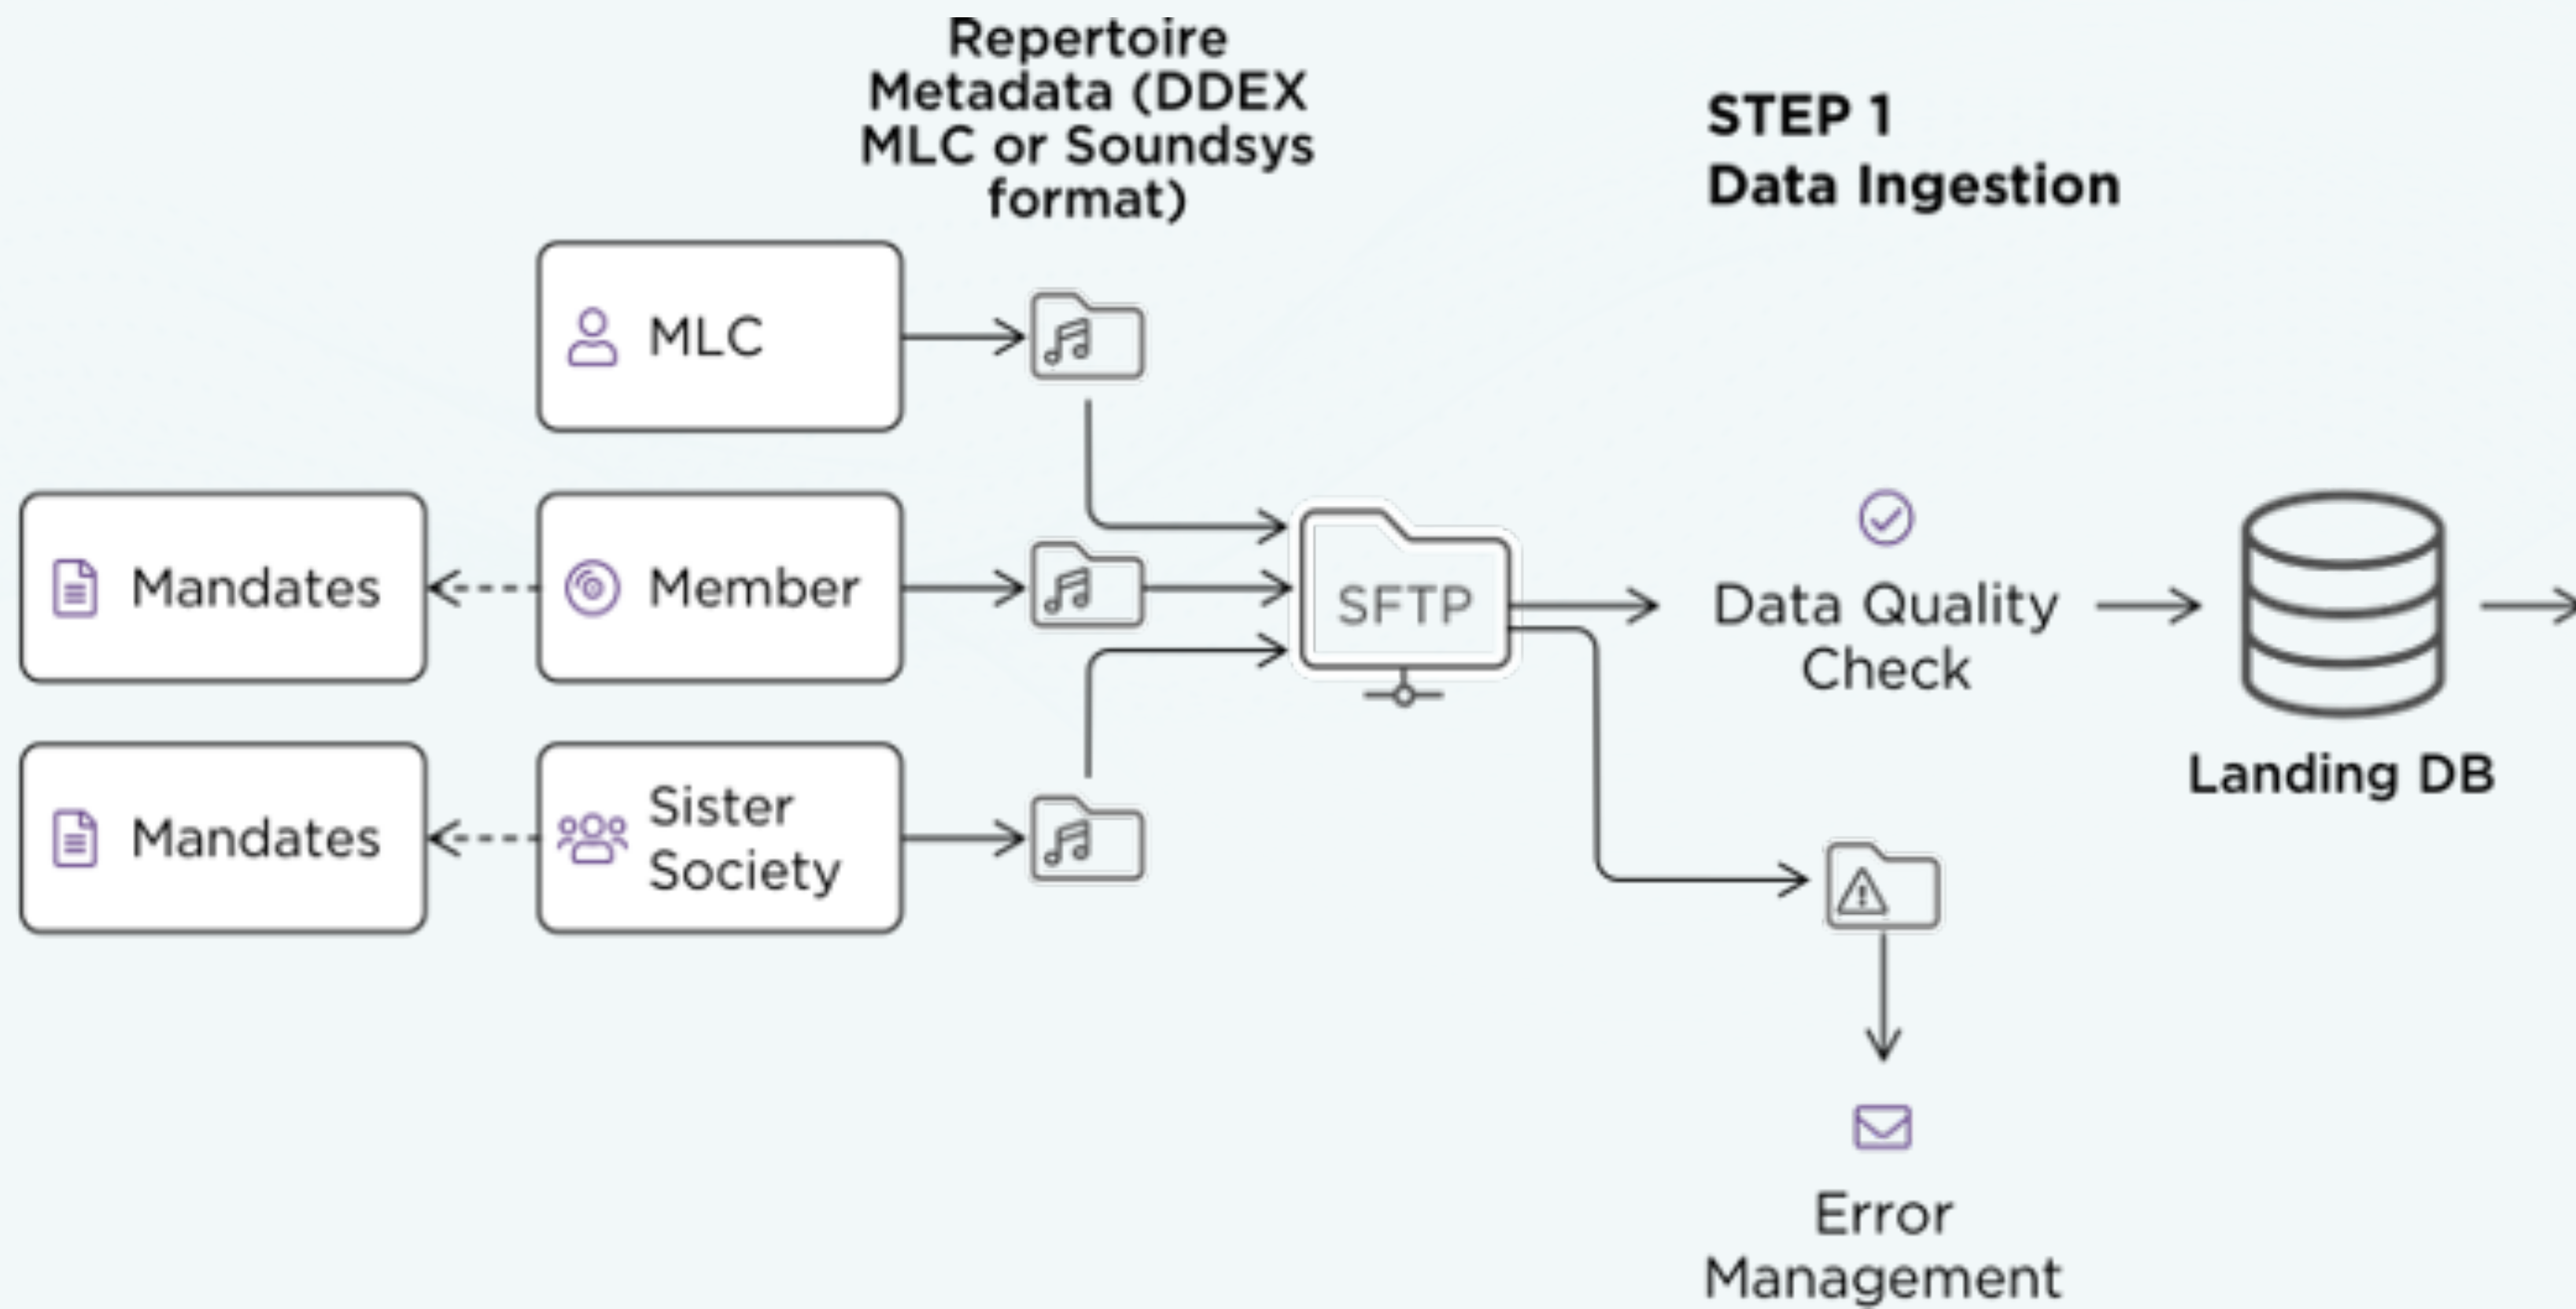 Repertoire
Metadata (DDEX
MLC or Soundsys
format)
STEP 1
Data Ingestion
MLC
Mandates
Member
SFTP
Data Quality
Check
Landing DB
Mandates
Sister
Society
Error
Management